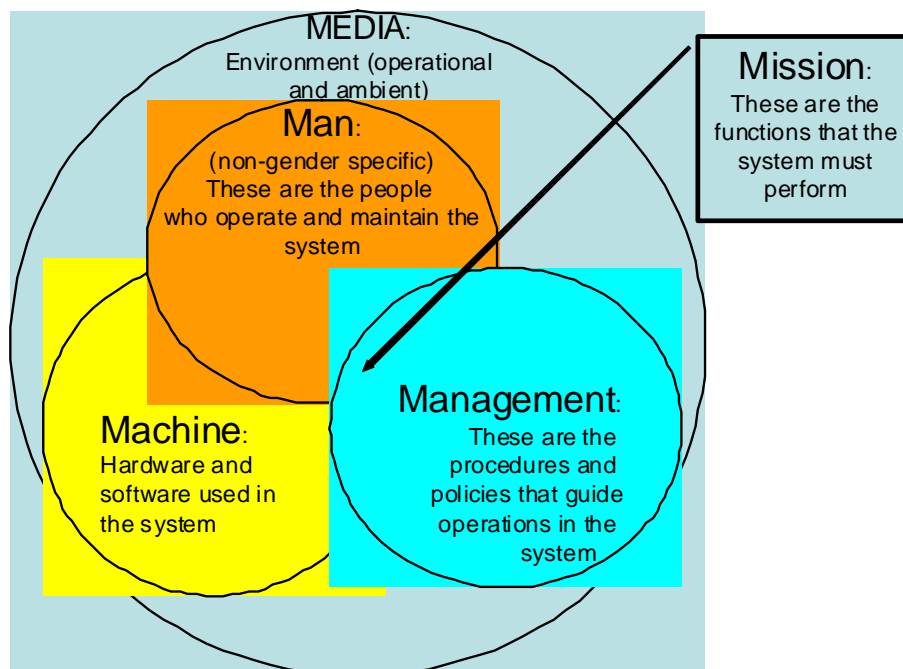 MEDIA:
Environment (operational
and ambient)
Man:
(non-gender specific)
These are the people
who operate and maintain the
system
Mission:
These are the
functions that the
system must
perform
Machine:
Hardware and
software used in
the system
Management:
These are the
procedures and
policies that guide
operations in the
system